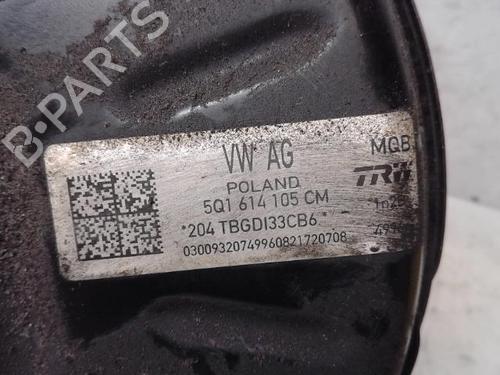 B-PARTS
VW AG
MQB
POLAND
TRW
5Q1 614 105 CM
*204 TBGDI33CB6*
03009320749960821720708